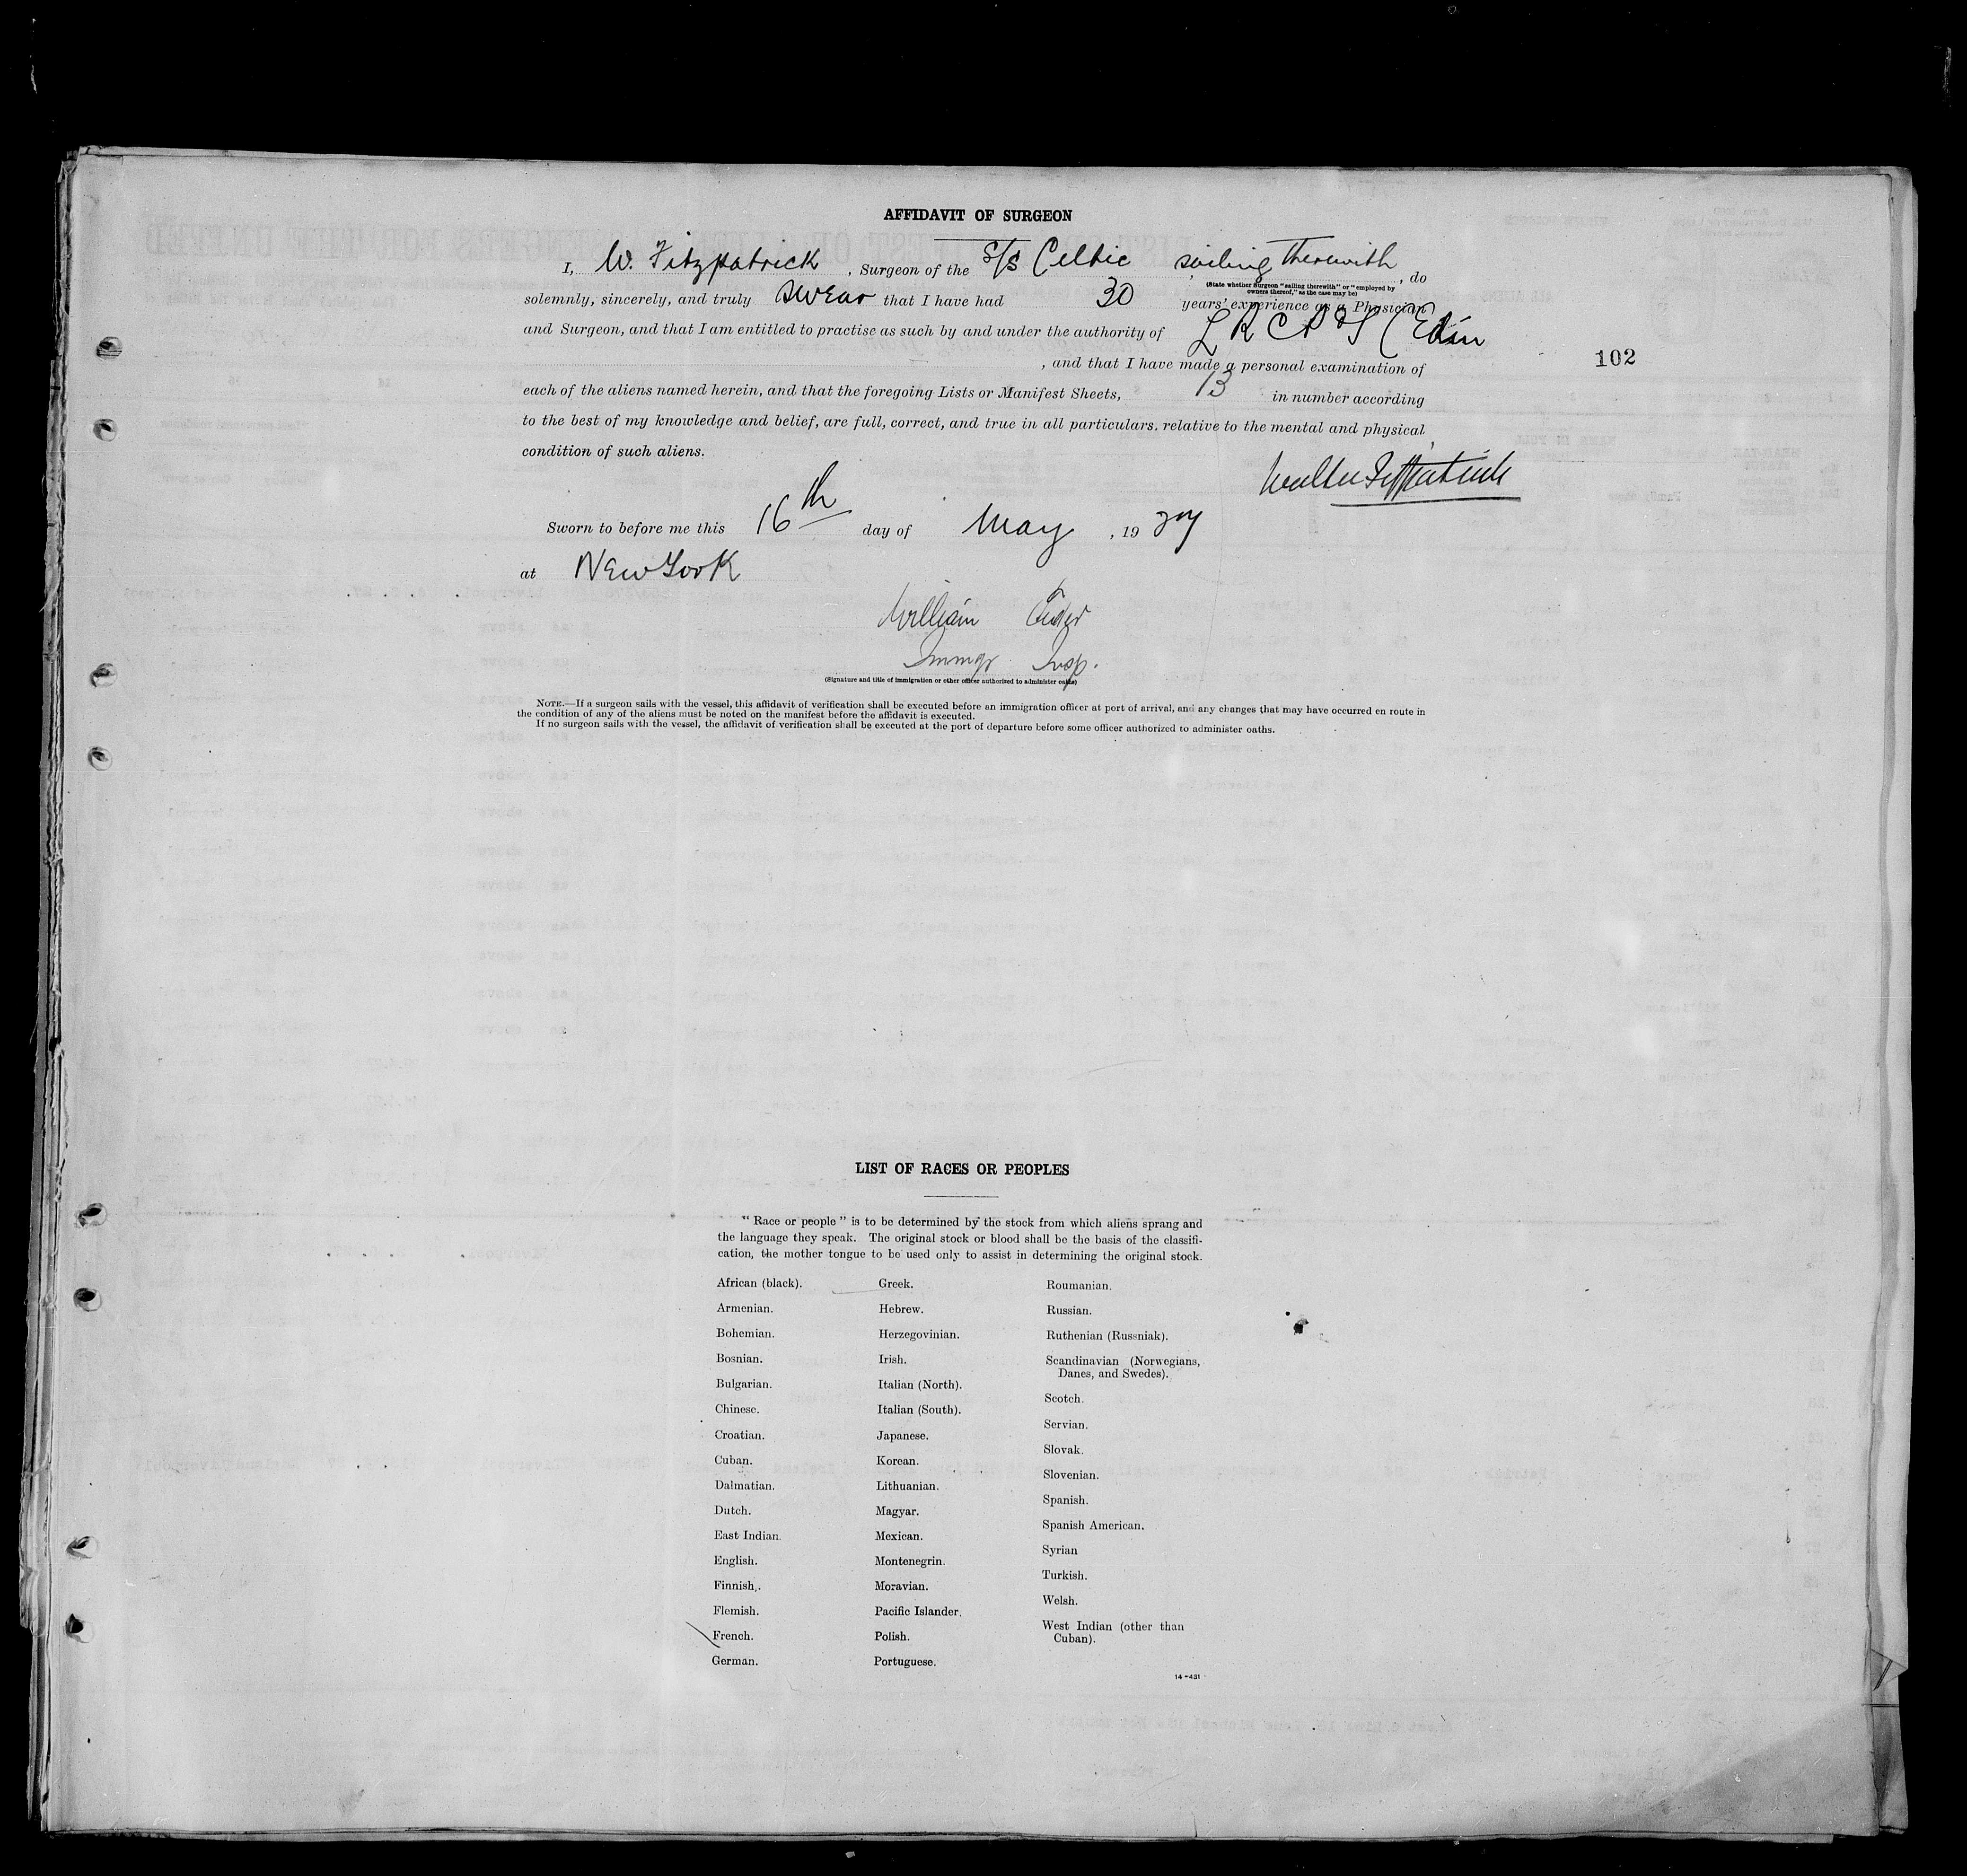 AFFIDAVIT OF SURGEON
I, W. Fitzpatrick, Surgeon of the S/S Celtic sailing therewith, do
(State whether Surgeon "sailing therewith" or "employed by
owners thereof," as the case may be)
solemnly, sincerely, and truly swear that I have had 30 years' experience as a Physician
and Surgeon, and that I am entitled to practise as such by and under the authority of L R C P & S (Edin
, and that I have made a personal examination of
102
each of the aliens named herein, and that the foregoing Lists or Manifest Sheets, 13 in number according
to the best of my knowledge and belief, are full, correct, and true in all particulars. relative to the mental and physical
condition of such aliens.
Walter Fitzpatrick
Sworn to before me this 16th day of May, 1927
at New York
William
Immgr Insp.
(Signature and title of immigration or other officer authorized to administer oaths)
NOTE.—If a surgeon sails with the vessel, this affidavit of verification shall be executed before an immigration officer at port of arrival, and any changes that may have occurred en route in
the condition of any of the aliens must be noted on the manifest before the affidavit is executed.
If no surgeon sails with the vessel, the affidavit of verification shall be executed at the port of departure before some officer authorized to administer oaths.
LIST OF RACES OR PEOPLES
"Race or people" is to be determined by the stock from which aliens sprang and
the language they speak. The original stock or blood shall be the basis of the classifi-
cation, the mother tongue to be used only to assist in determining the original stock.
African (black).
Armenian.
Bohemian.
Bosnian.
Bulgarian.
Chinese.
Croatian.
Cuban.
Dalmatian.
Dutch.
East Indian.
English.
Finnish.
Flemish.
French.
German.
Greek.
Hebrew.
Herzegovinian.
Irish.
Italian (North).
Italian (South).
Japanese.
Korean.
Lithuanian.
Magyar.
Mexican.
Montenegrin.
Moravian.
Pacific Islander.
Polish.
Portuguese.
Roumanian.
Russian.
Ruthenian (Russniak).
Scandinavian (Norwegians,
Danes, and Swedes).
Scotch.
Servian.
Slovak.
Slovenian.
Spanish.
Spanish American.
Syrian
Turkish.
Welsh.
West Indian (other than
Cuban).
14-431